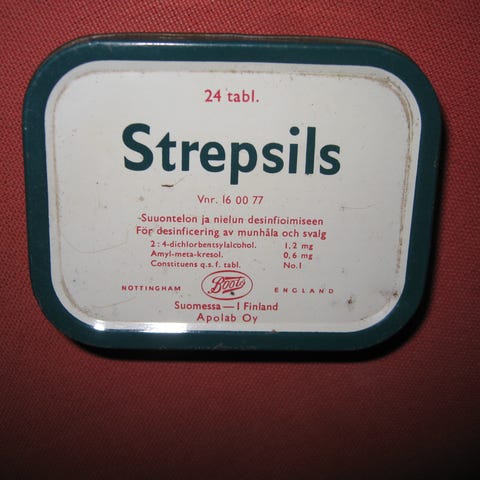 24 tabl.
Strepsils
Vnr. 16 00 77
Suuontelon ja nielun desinfioimiseen
För desinficering av munhåla och svalg
2:4-dichlorbentsylalcohol. 1,2 mg
Amyl-meta-kresol. 0,6 mg
Constituens q.s.f. tabl. No.1
NOTTINGHAM Boots ENGLAND
Suomessa—I Finland
Apolab Oy